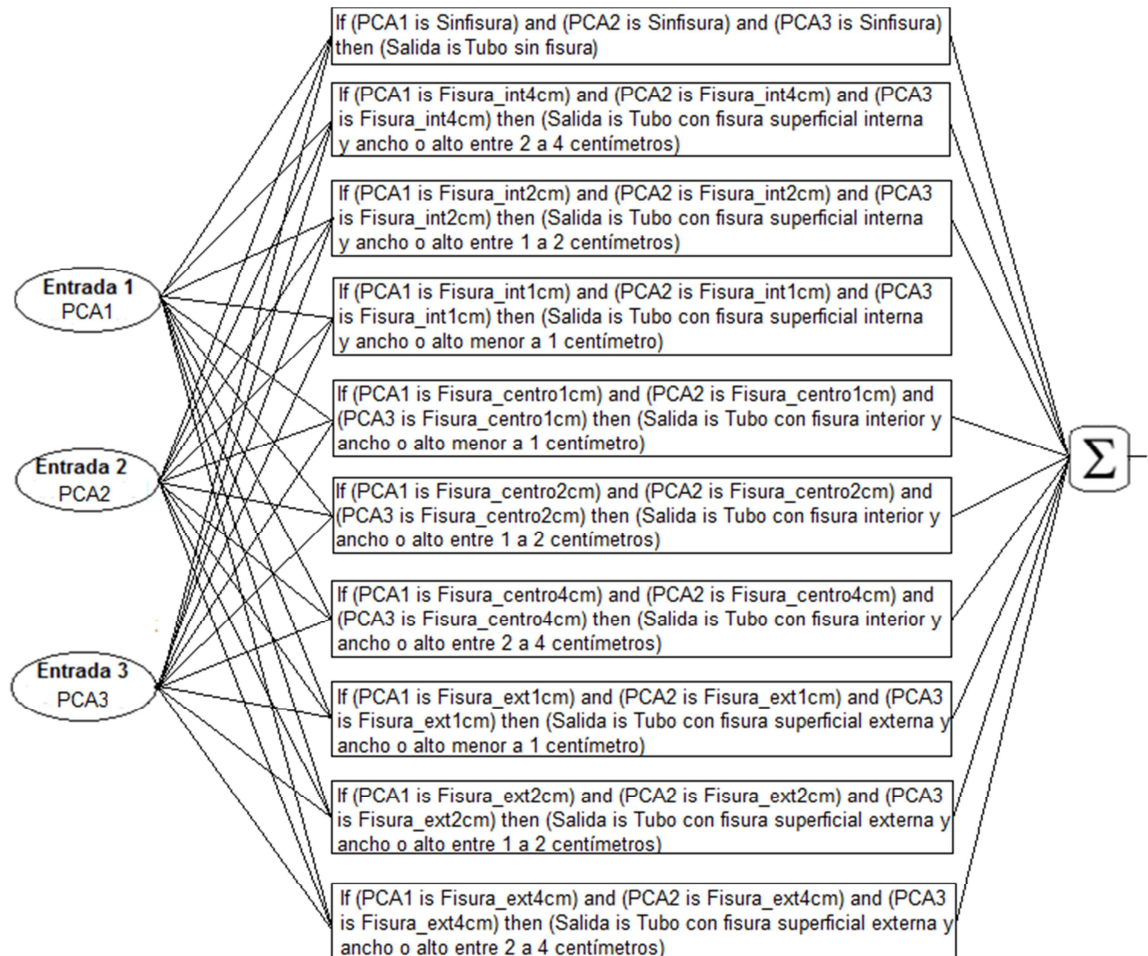 If (PCA1 is Sinfisura) and (PCA2 is Sinfisura) and (PCA3 is Sinfisura)
then (Salida is Tubo sin fisura)
If (PCA1 is Fisura_int4cm) and (PCA2 is Fisura_int4cm) and (PCA3
is Fisura_int4cm) then (Salida is Tubo con fisura superficial interna
y ancho o alto entre 2 a 4 centímetros)
If (PCA1 is Fisura_int2cm) and (PCA2 is Fisura_int2cm) and (PCA3
is Fisura_int2cm) then (Salida is Tubo con fisura superficial interna
y ancho o alto entre 1 a 2 centímetros)
If (PCA1 is Fisura_int1cm) and (PCA2 is Fisura_int1cm) and (PCA3
is Fisura_int1cm) then (Salida is Tubo con fisura superficial interna
y ancho o alto menor a 1 centímetro)
If (PCA1 is Fisura_centro1cm) and (PCA2 is Fisura_centro1cm) and
(PCA3 is Fisura_centro1cm) then (Salida is Tubo con fisura interior y
ancho o alto menor a 1 centímetro)
If (PCA1 is Fisura_centro2cm) and (PCA2 is Fisura_centro2cm) and
(PCA3 is Fisura_centro2cm) then (Salida is Tubo con fisura interior y
ancho o alto entre 1 a 2 centímetros)
If (PCA1 is Fisura_centro4cm) and (PCA2 is Fisura_centro4cm) and
(PCA3 is Fisura_centro4cm) then (Salida is Tubo con fisura interior y
ancho o alto entre 2 a 4 centímetros)
If (PCA1 is Fisura_ext1cm) and (PCA2 is Fisura_ext1cm) and (PCA3
is Fisura_ext1cm) then (Salida is Tubo con fisura superficial externa y
ancho o alto menor a 1 centímetro)
If (PCA1 is Fisura_ext2cm) and (PCA2 is Fisura_ext2cm) and (PCA3
is Fisura_ext2cm) then (Salida is Tubo con fisura superficial externa y
ancho o alto entre 1 a 2 centímetros)
If (PCA1 is Fisura_ext4cm) and (PCA2 is Fisura_ext4cm) and (PCA3
is Fisura_ext4cm) then (Salida is Tubo con fisura superficial externa y
ancho o alto entre 2 a 4 centímetros)
Entrada 1
PCA1
Entrada 2
PCA2
Entrada 3
PCA3
Σ